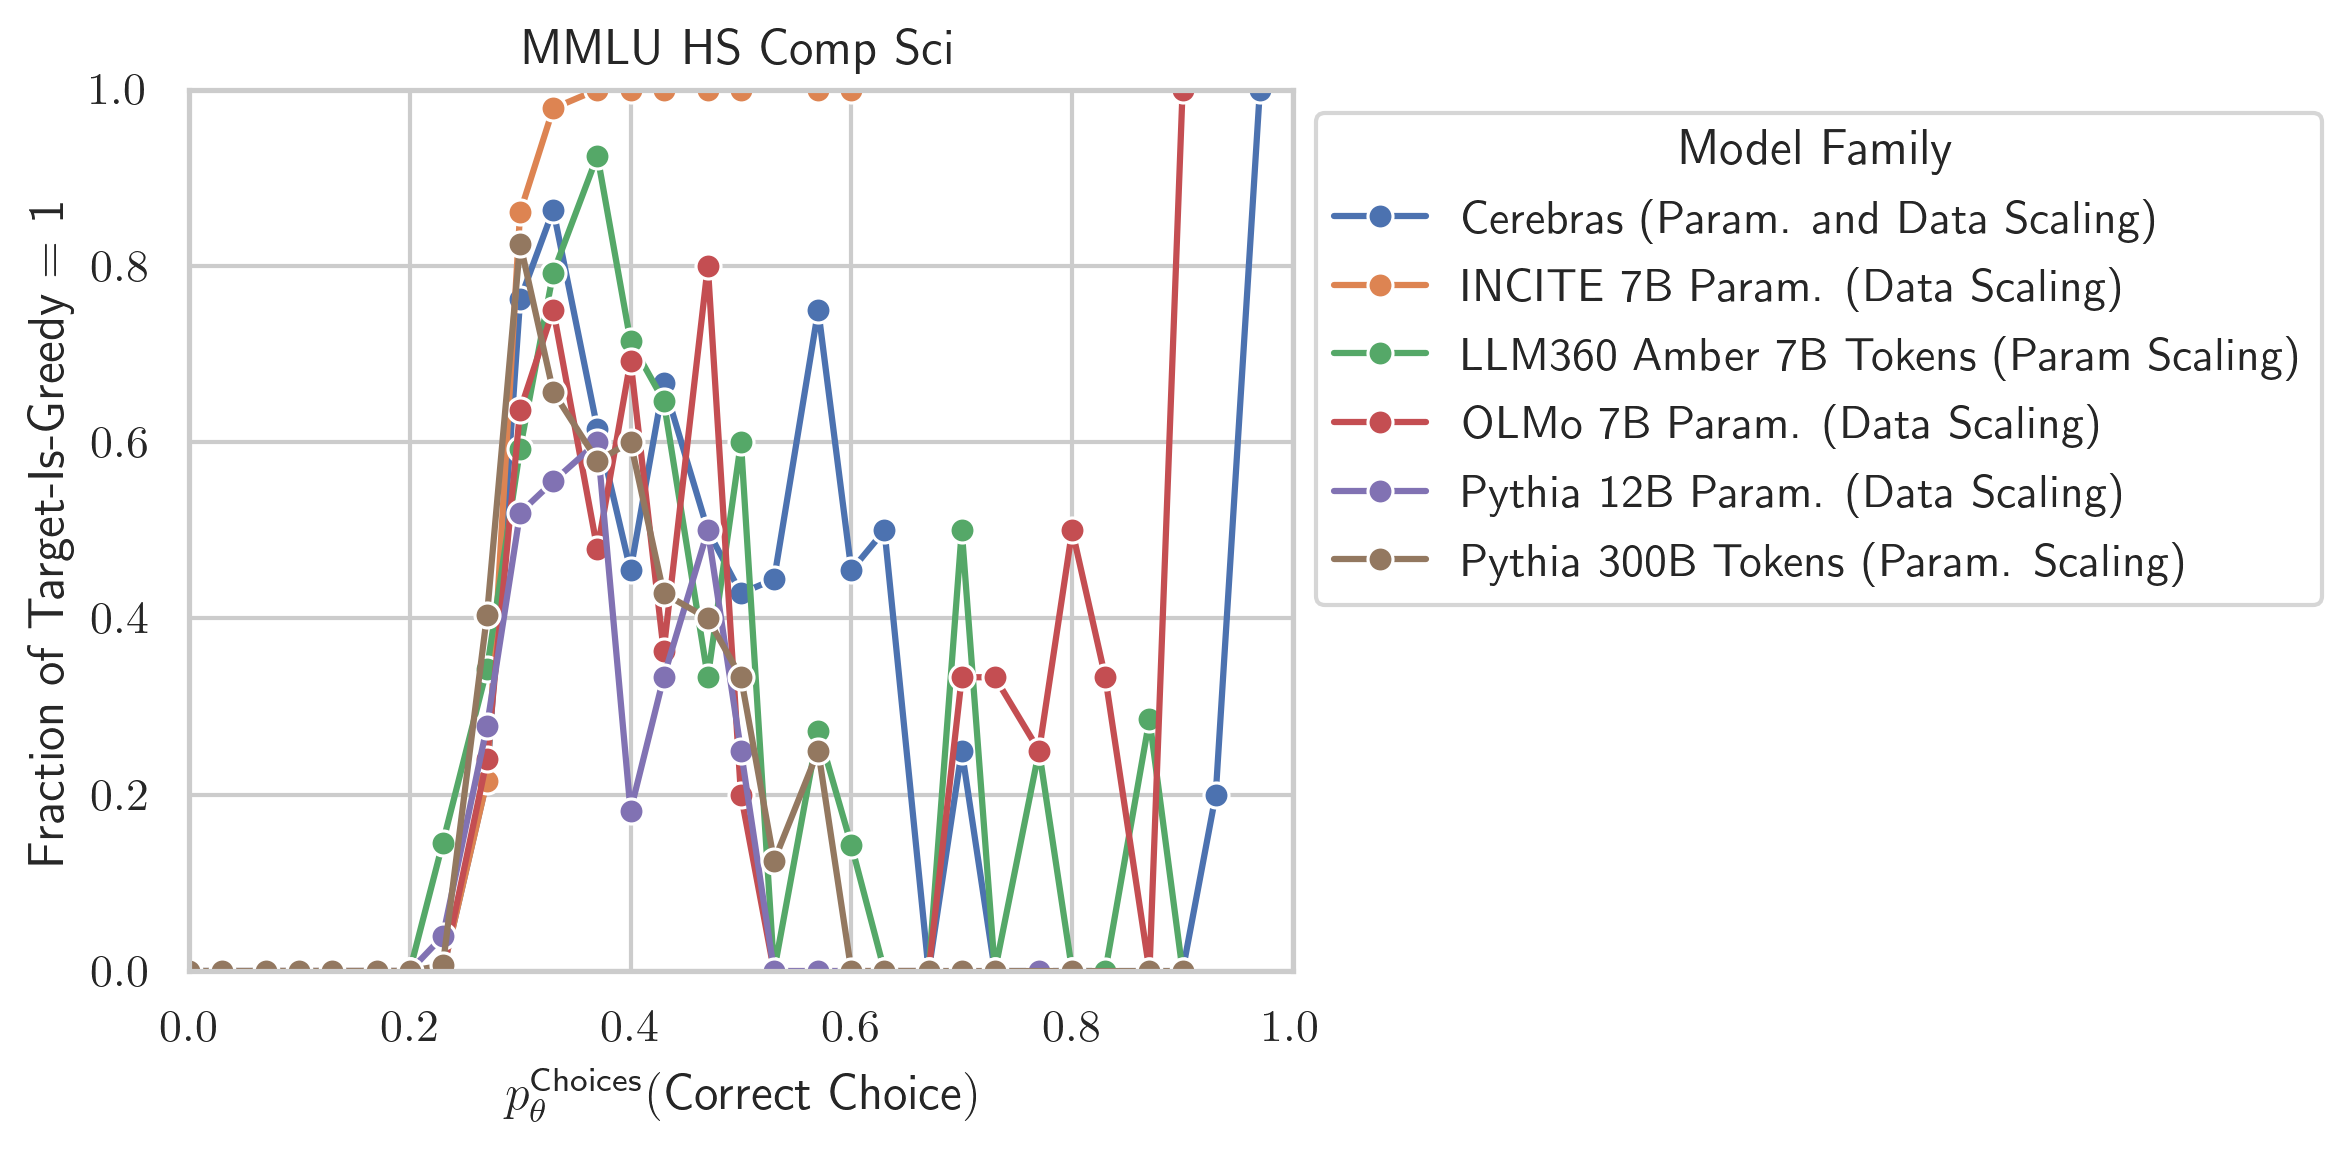 MMLU HS Comp Sci
Fraction of Target-Is-Greedy = 1
1.0
0.8
0.6
0.4
0.2
0.0
0.0 0.2 0.4 0.6 0.8 1.0
p_θ^Choices(Correct Choice)
Model Family
Cerebras (Param. and Data Scaling)
INCITE 7B Param. (Data Scaling)
LLM360 Amber 7B Tokens (Param Scaling)
OLMo 7B Param. (Data Scaling)
Pythia 12B Param. (Data Scaling)
Pythia 300B Tokens (Param. Scaling)